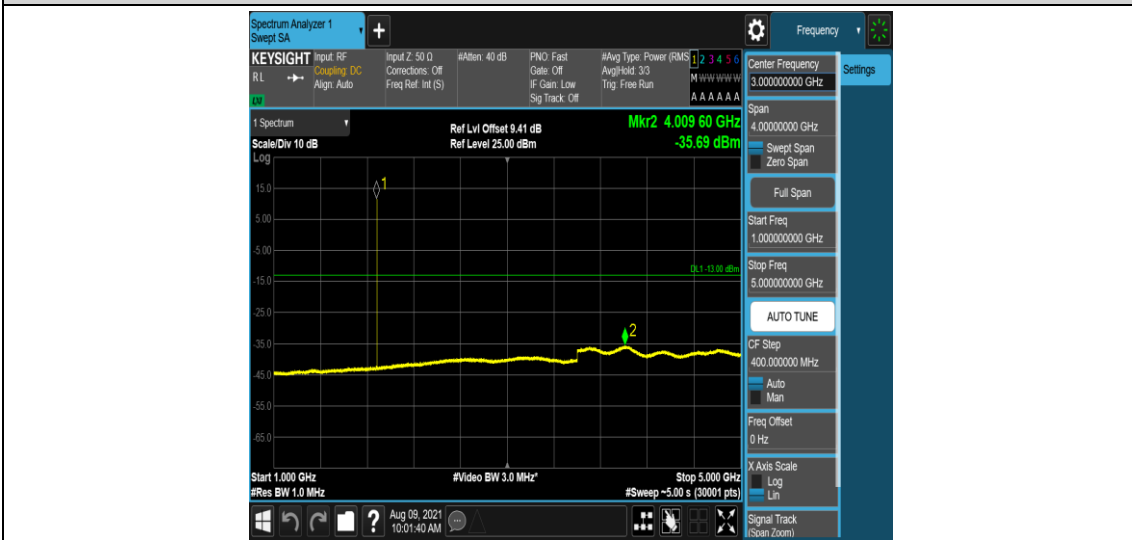 Spectrum Analyzer 1
Swept SA
+
Frequency
KEYSIGHT
RL
LXI
Input: RF
Coupling: DC
Align: Auto
Input Z: 50 Ω
Corrections: Off
Freq Ref: Int (S)
#Atten: 40 dB
PNO: Fast
Gate: Off
IF Gain: Low
Sig Track: Off
#Avg Type: Power (RMS
Avg|Hold: 3/3
Trig: Free Run
1 2 3 4 5 6
M W W W W W
A A A A A A
1 Spectrum
Scale/Div 10 dB
Log
Ref Lvl Offset 9.41 dB
Ref Level 25.00 dBm
Mkr2 4.009 60 GHz
-35.69 dBm
15.0
5.00
-5.00
-15.0
-25.0
-35.0
-45.0
-55.0
-65.0
1
DL1 -13.00 dBm
2
Start 1.000 GHz
#Res BW 1.0 MHz
#Video BW 3.0 MHz*
Stop 5.000 GHz
#Sweep ~5.00 s (30001 pts)
?
Aug 09, 2021
10:01:40 AM
Center Frequency
3.000000000 GHz
Settings
Span
4.00000000 GHz
Swept Span
Zero Span
Full Span
Start Freq
1.000000000 GHz
Stop Freq
5.000000000 GHz
AUTO TUNE
CF Step
400.000000 MHz
Auto
Man
Freq Offset
0 Hz
X Axis Scale
Log
Lin
Signal Track
(Span Zoom)